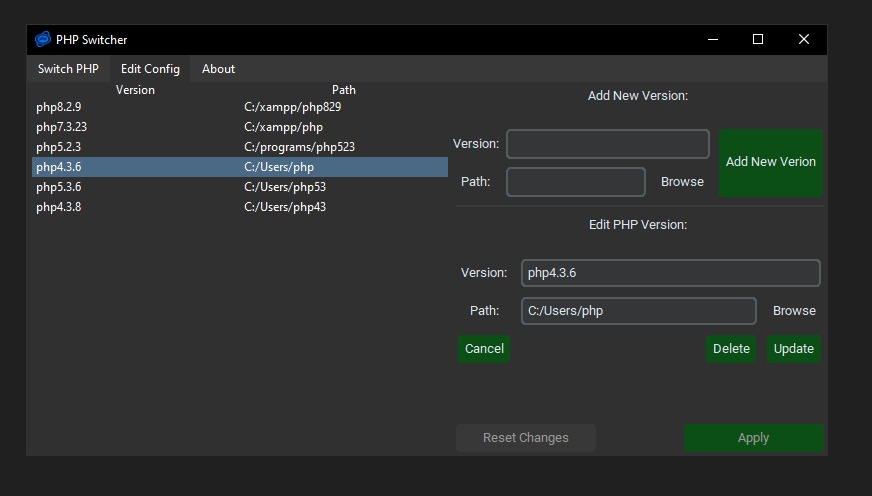 PHP Switcher
Switch PHP Edit Config About
Version Path
php8.2.9 C:/xampp/php829
php7.3.23 C:/xampp/php
php5.2.3 C:/programs/php523
php4.3.6 C:/Users/php
php5.3.6 C:/Users/php53
php4.3.8 C:/Users/php43
Add New Version:
Version:
Path: Browse
Add New Verion
Edit PHP Version:
Version: php4.3.6
Path: C:/Users/php Browse
Cancel Delete Update
Reset Changes Apply